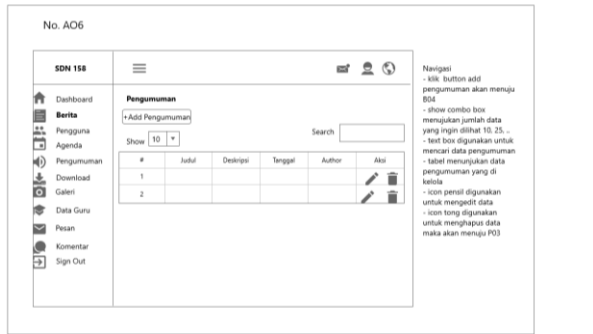 No. AO6
SDN 158
Dashboard
Berita
Pengguna
Agenda
Pengumuman
Download
Galeri
Data Guru
Pesan
Komentar
Sign Out
Pengumuman
+Add Pengumuman
Show 10
Search
# Judul Deskripsi Tanggal Author Aksi
1
2
Navigasi
- klik button add
pengumuman akan menuju
B04
- show combo box
menujukan jumlah data
yang ingin dilihat 10, 25, ..
- text box digunakan untuk
mencari data pengumuman
- tabel menunjukan data
pengumuman yang di
kelola
- icon pensil digunakan
untuk mengedit data
- icon tong digunakan
untuk menghapus data
maka akan menuju P03